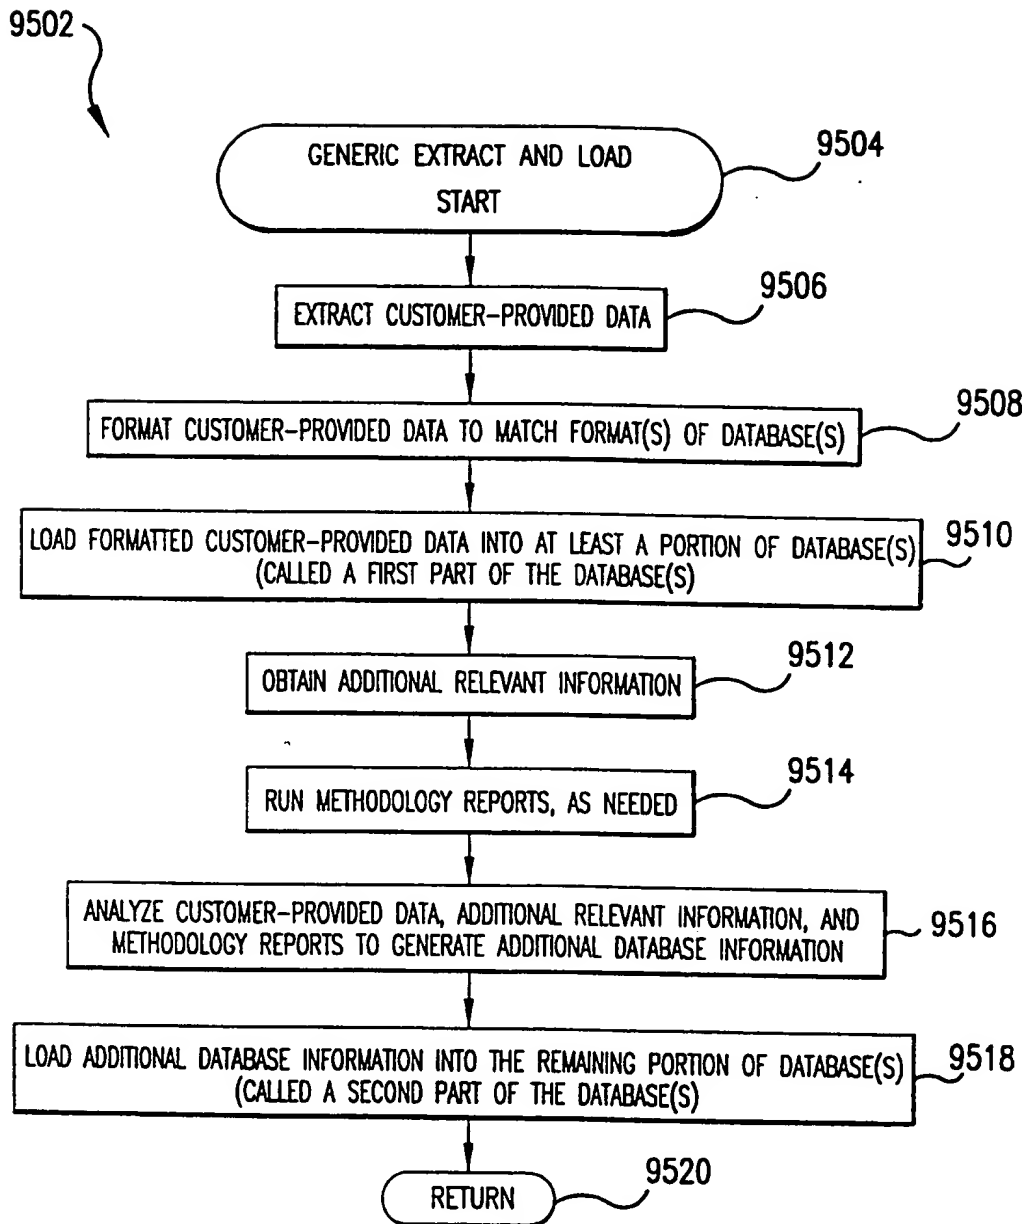 9502
GENERIC EXTRACT AND LOAD
START
9504
EXTRACT CUSTOMER-PROVIDED DATA
9506
FORMAT CUSTOMER-PROVIDED DATA TO MATCH FORMAT(S) OF DATABASE(S)
9508
LOAD FORMATTED CUSTOMER-PROVIDED DATA INTO AT LEAST A PORTION OF DATABASE(S)
(CALLED A FIRST PART OF THE DATABASE(S)
9510
OBTAIN ADDITIONAL RELEVANT INFORMATION
9512
RUN METHODOLOGY REPORTS, AS NEEDED
9514
ANALYZE CUSTOMER-PROVIDED DATA, ADDITIONAL RELEVANT INFORMATION, AND
METHODOLOGY REPORTS TO GENERATE ADDITIONAL DATABASE INFORMATION
9516
LOAD ADDITIONAL DATABASE INFORMATION INTO THE REMAINING PORTION OF DATABASE(S)
(CALLED A SECOND PART OF THE DATABASE(S)
9518
RETURN
9520